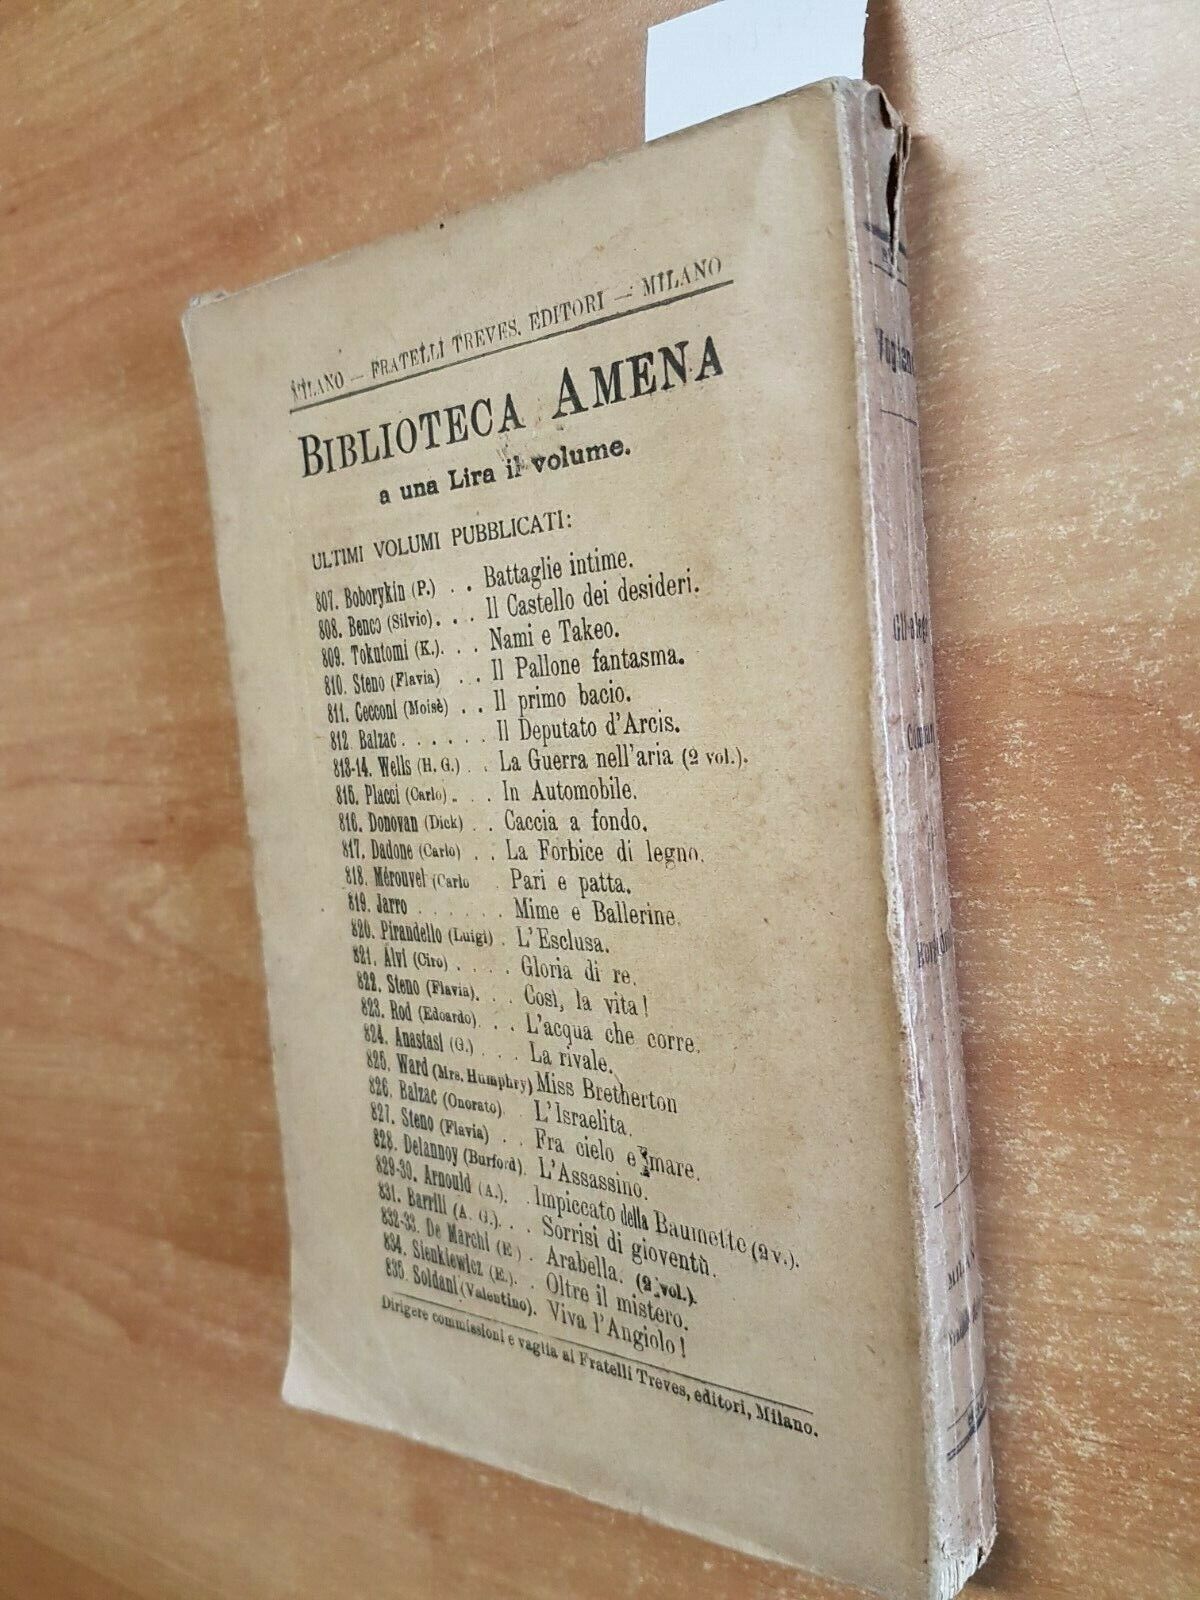 MILANO — FRATELLI TREVES, EDITORI — MILANO
BIBLIOTECA AMENA
a una Lira il volume.
ULTIMI VOLUMI PUBBLICATI:
807. Boborykin (P.) . . Battaglie intime.
808. Benco (Silvio). . . Il Castello dei desideri.
809. Tokutomi (K.). . . Nami e Takeo.
810. Steno (Flavia) . . Il Pallone fantasma.
811. Cecconi (Moisè) . . Il primo bacio.
812. Balzac . . . . . . Il Deputato d'Arcis.
813-14. Wells (H. G.) . . La Guerra nell'aria (2 vol.).
815. Placci (Carlo) . . . In Automobile.
816. Donovan (Dick) . . Caccia a fondo.
817. Dadone (Carlo) . . La Forbice di legno.
818. Mérouvel (Carlo . Pari e patta.
819. Jarro . . . . . . Mime e Ballerine.
820. Pirandello (Luigi) . L'Esclusa.
821. Alvi (Ciro) . . . . Gloria di re.
822. Steno (Flavia). . . Così, la vita!
823. Rod (Edoardo) . . . L'acqua che corre.
824. Anastasi (G.) . . . La rivale.
825. Ward (Mrs. Humphry) Miss Bretherton
826. Balzac (Onorato) . L'Israelita.
827. Steno (Flavia) . . Fra cielo e mare.
828. Delannoy (Burford). L'Assassino.
829-30. Arnould (A.). . Impiccato della Baumette (2 v.).
831. Barrili (A. G.). . . Sorrisi di gioventù.
832-33. De Marchi (E) . Arabella. (2 vol.).
834. Sienkiewicz (E.). . Oltre il mistero.
835. Soldani (Valentino). Viva l'Angiolo!
Dirigere commissioni e vaglia ai Fratelli Treves, editori, Milano.